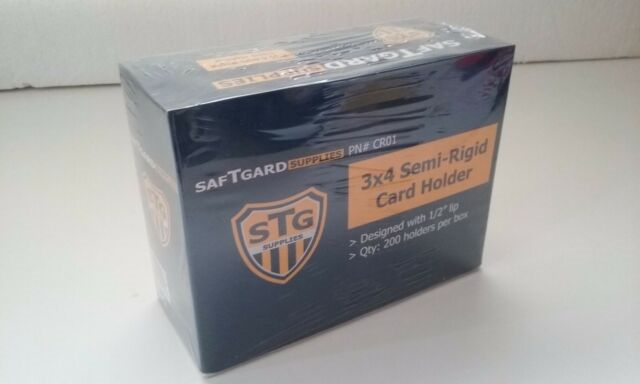 SAFTGARD SUPPLIES
SAFTGARD SUPPLIES PN# CR01
3x4 Semi-Rigid
Card Holder
STG
SUPPLIES
> Designed with 1/2" lip
> Qty: 200 holders per box